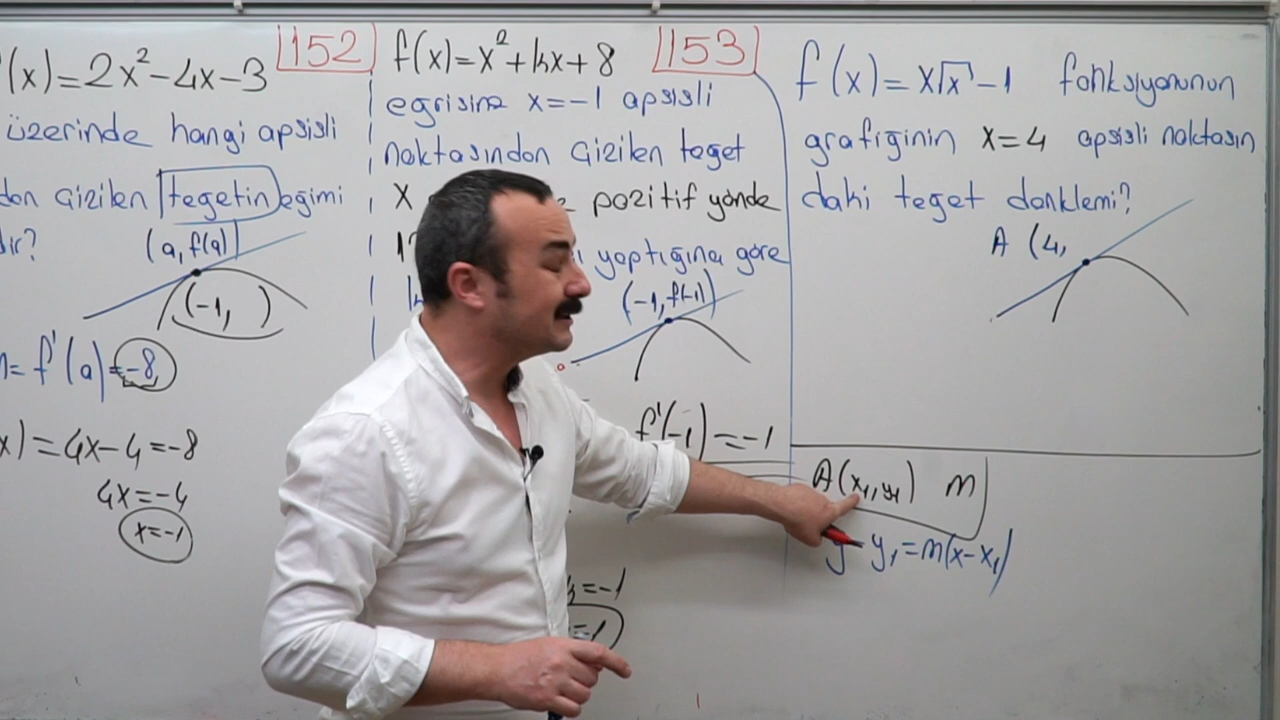 (x)=2x²-4x-3
üzerinde hangi apsisli
çizilen teğetin eğimi
dir?
(a, f(a))
(-1, )
m= f'(a)=-8
x)=4x-4=-8
4x=-4
x=-1
152
f(x)=x²+kx+8
eğrisine x=-1 apsisli
noktasından çizilen teğet
x pozitif yönde
yaptığına göre
(-1, f(-1))
f'(-1)=-1
=-1
153
f(x)=x√x-1 fonksiyonunun
grafiğinin x=4 apsisli noktasın
daki teğet denklemi?
A (4,
A(x₁,y₁) m
y y₁=m(x-x₁)